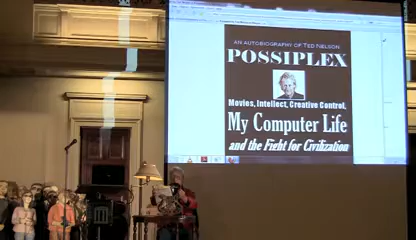 AN AUTOBIOGRAPHY OF TED NELSON
POSSIPLEX
Movies, Intellect, Creative Control,
My Computer Life
and the Fight for Civilization